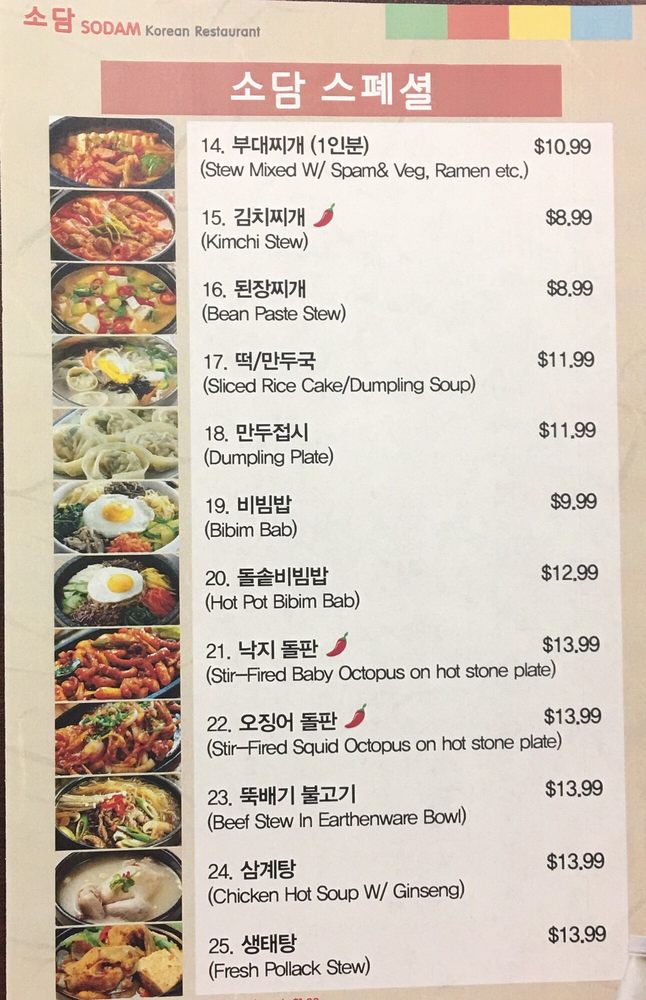 소담 SODAM Korean Restaurant
소담 스폐셜
14. 부대찌개 (1인분) $10.99
(Stew Mixed W/ Spam& Veg, Ramen etc.)
15. 김치찌개 $8.99
(Kimchi Stew)
16. 된장찌개 $8.99
(Bean Paste Stew)
17. 떡/만두국 $11.99
(Sliced Rice Cake/Dumpling Soup)
18. 만두접시 $11.99
(Dumpling Plate)
19. 비빔밥 $9.99
(Bibim Bab)
20. 돌솥비빔밥 $12.99
(Hot Pot Bibim Bab)
21. 낙지 돌판 $13.99
(Stir-Fired Baby Octopus on hot stone plate)
22. 오징어 돌판 $13.99
(Stir-Fired Squid Octopus on hot stone plate)
23. 뚝배기 불고기 $13.99
(Beef Stew In Earthenware Bowl)
24. 삼계탕 $13.99
(Chicken Hot Soup W/ Ginseng)
25. 생태탕 $13.99
(Fresh Pollack Stew)